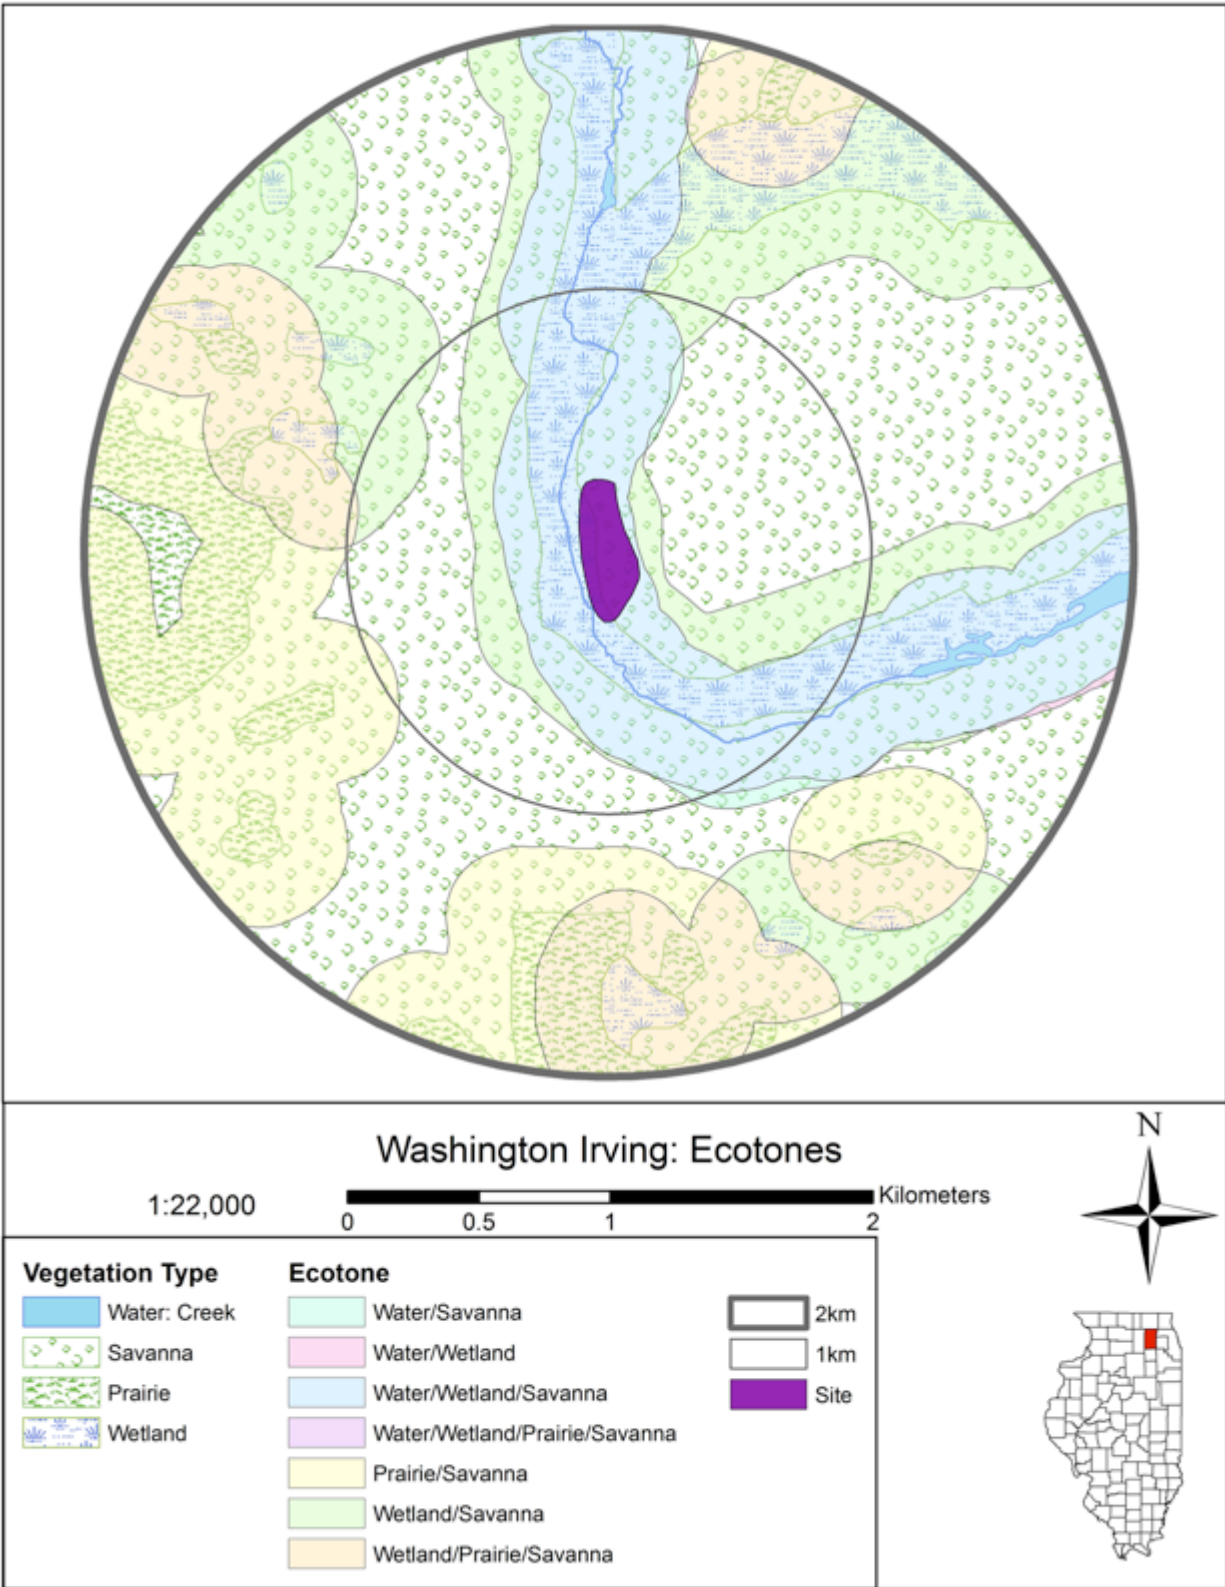 Washington Irving: Ecotones
N
1:22,000
Kilometers
0 0.5 1 2
Vegetation Type
Water: Creek
Savanna
Prairie
Wetland
Ecotone
Water/Savanna
Water/Wetland
Water/Wetland/Savanna
Water/Wetland/Prairie/Savanna
Prairie/Savanna
Wetland/Savanna
Wetland/Prairie/Savanna
2km
1km
Site